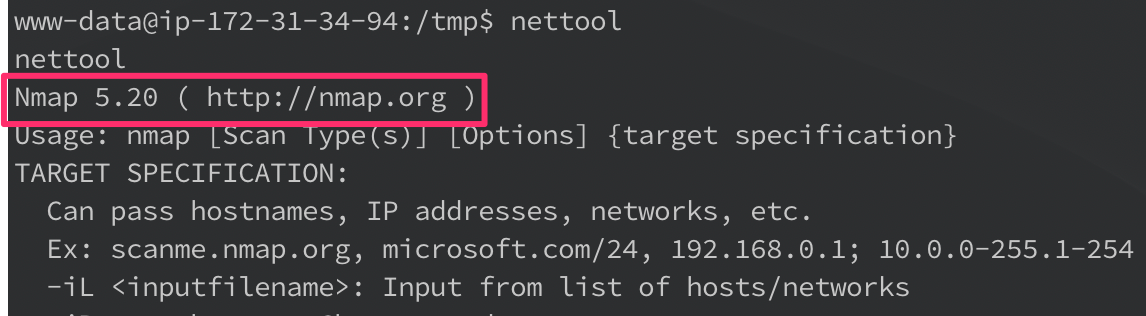 www-data@ip-172-31-34-94:/tmp$ nettool
nettool
Nmap 5.20 ( http://nmap.org )
Usage: nmap [Scan Type(s)] [Options] {target specification}
TARGET SPECIFICATION:
  Can pass hostnames, IP addresses, networks, etc.
  Ex: scanme.nmap.org, microsoft.com/24, 192.168.0.1; 10.0.0-255.1-254
  -iL <inputfilename>: Input from list of hosts/networks